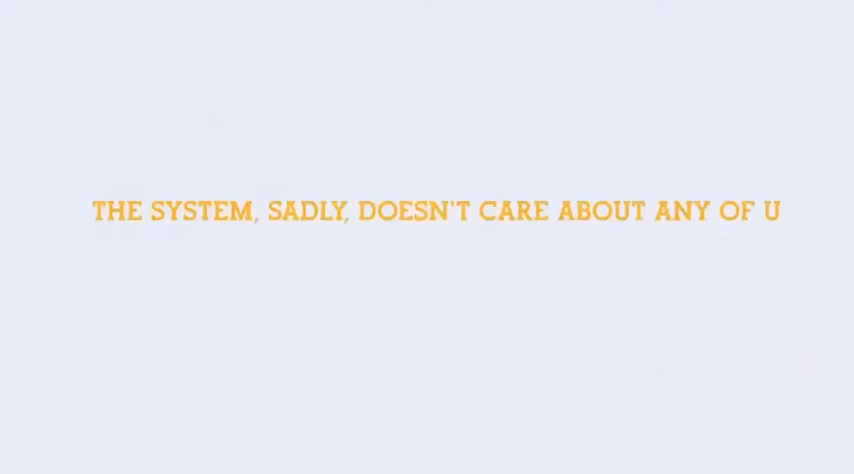 THE SYSTEM, SADLY, DOESN'T CARE ABOUT ANY OF U